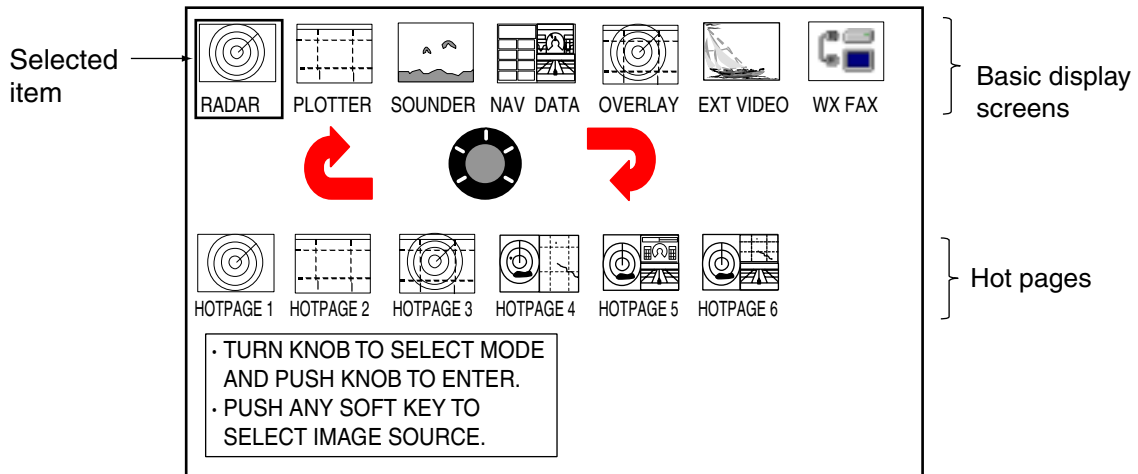 Selected
item
RADAR PLOTTER SOUNDER NAV DATA OVERLAY EXT VIDEO WX FAX
Basic display
screens
HOTPAGE 1 HOTPAGE 2 HOTPAGE 3 HOTPAGE 4 HOTPAGE 5 HOTPAGE 6
Hot pages
· TURN KNOB TO SELECT MODE
AND PUSH KNOB TO ENTER.
· PUSH ANY SOFT KEY TO
SELECT IMAGE SOURCE.